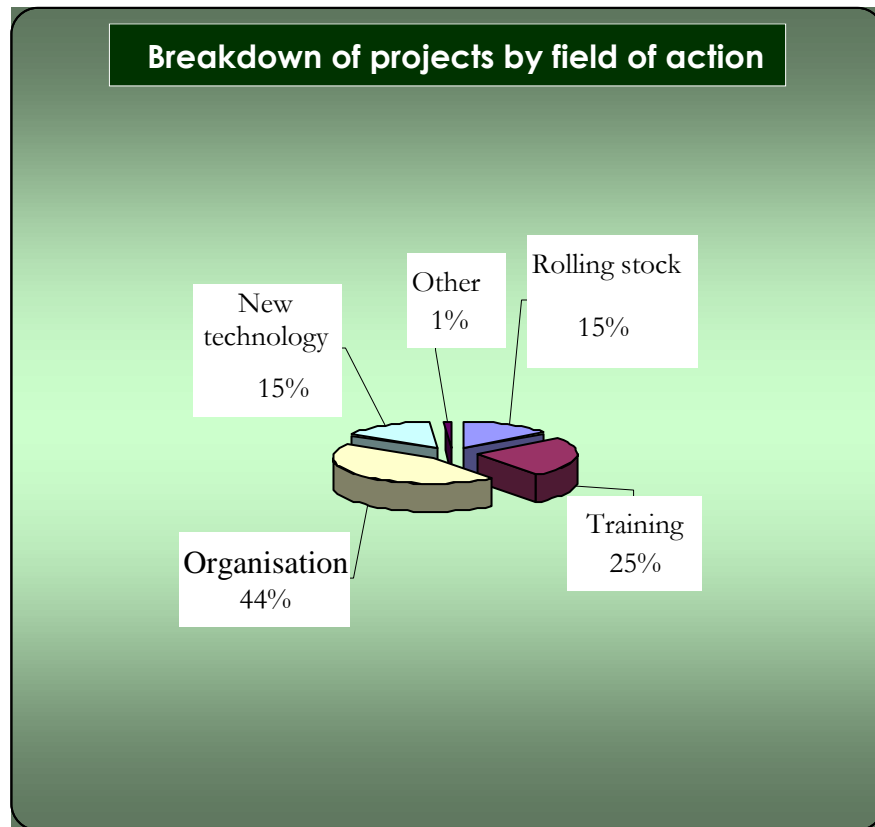 Breakdown of projects by field of action
Other
1%
Rolling stock
15%
New
technology
15%
Training
25%
Organisation
44%